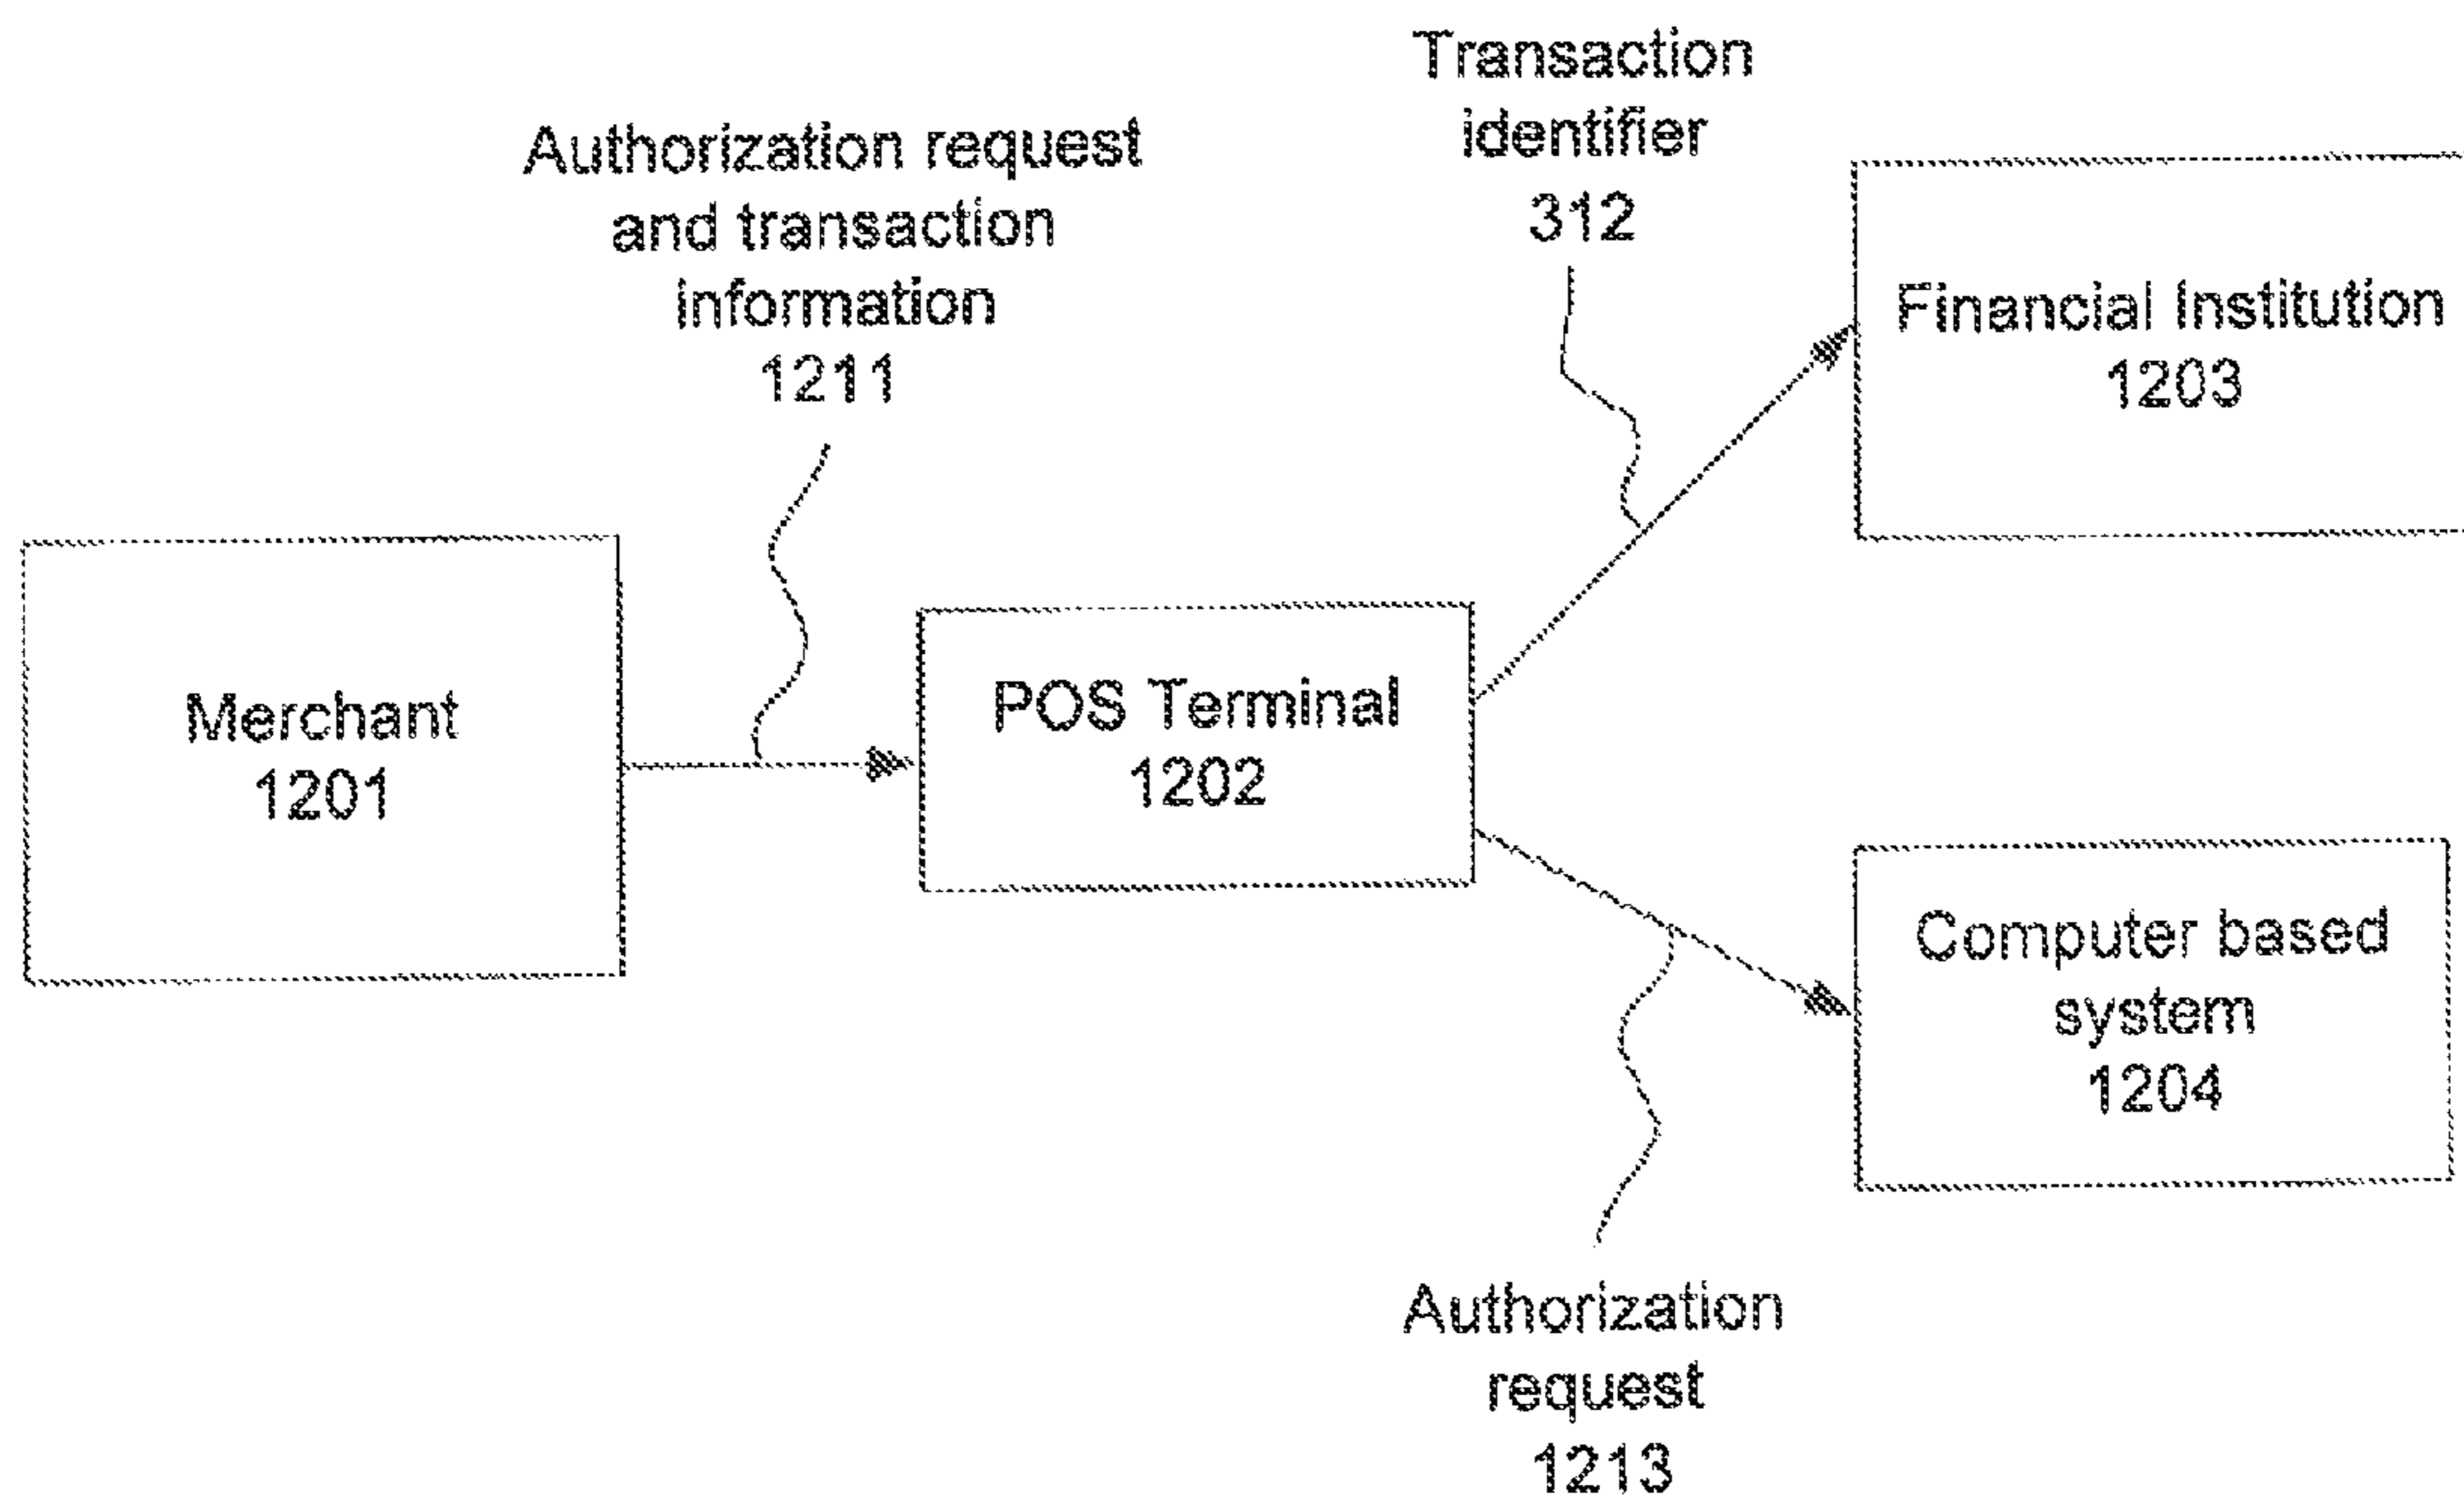 Transaction
identifier
312
Authorization request
and transaction
information
1211
Financial Institution
1203
Merchant
1201
POS Terminal
1202
Computer based
system
1204
Authorization
request
1213